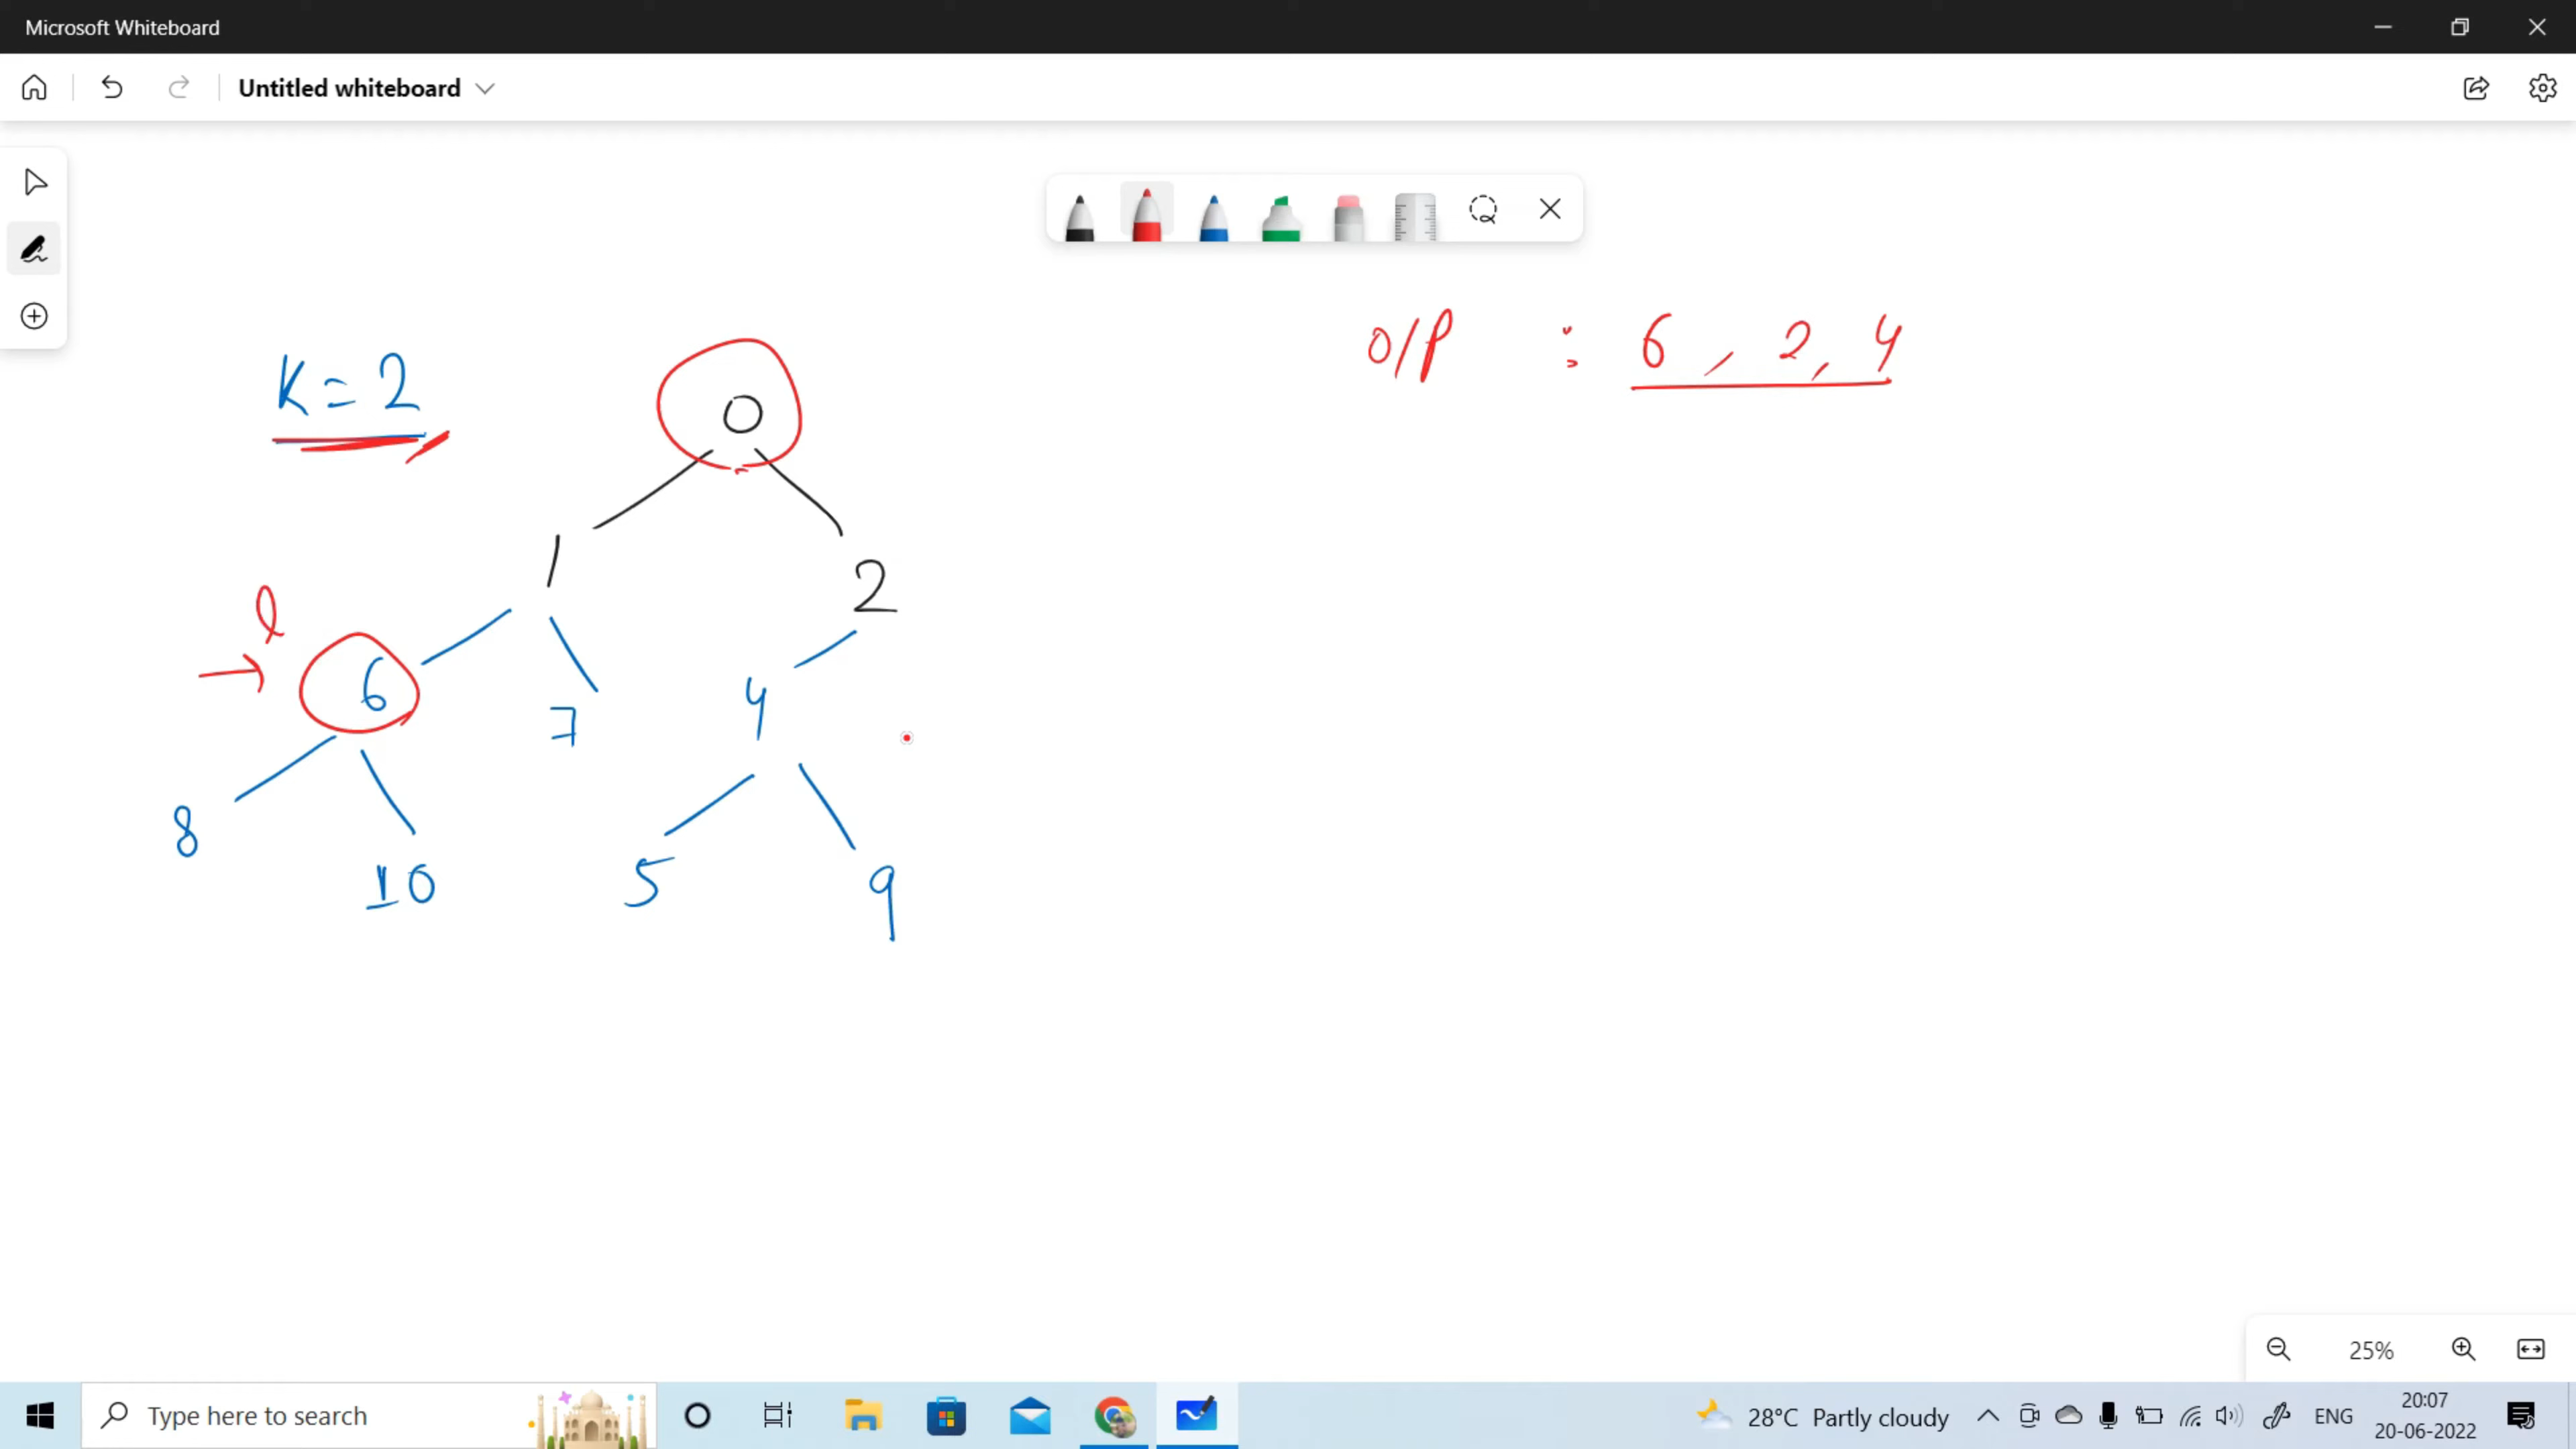 Microsoft Whiteboard
Untitled whiteboard
O/P : 6, 2, 4
K = 2
0
1
2
l
6
7
4
8
10
5
9
25%
Type here to search
28°C Partly cloudy
ENG
20:07
20-06-2022